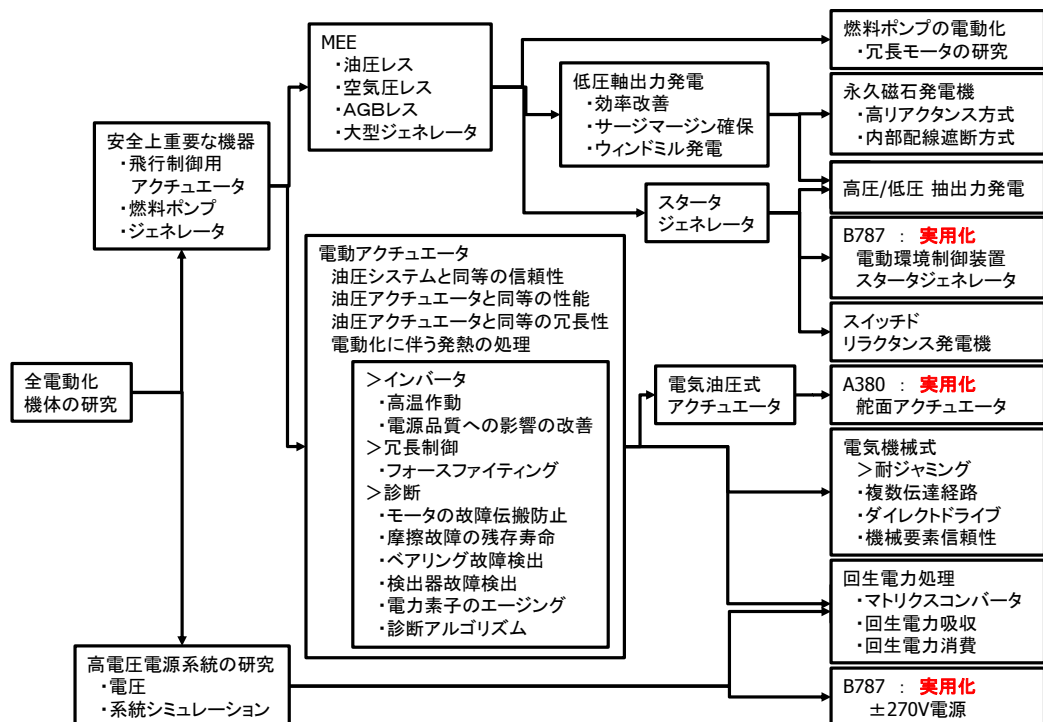 全電動化
機体の研究
安全上重要な機器
・飛行制御用
アクチュエータ
・燃料ポンプ
・ジェネレータ
高電圧電源系統の研究
・電圧
・系統シミュレーション
MEE
・油圧レス
・空気圧レス
・AGBレス
・大型ジェネレータ
電動アクチュエータ
油圧システムと同等の信頼性
油圧アクチュエータと同等の性能
油圧アクチュエータと同等の冗長性
電動化に伴う発熱の処理
＞インバータ
・高温作動
・電源品質への影響の改善
＞冗長制御
・フォースファイティング
＞診断
・モータの故障伝搬防止
・摩擦故障の残存寿命
・ベアリング故障検出
・検出器故障検出
・電力素子のエージング
・診断アルゴリズム
低圧軸出力発電
・効率改善
・サージマージン確保
・ウィンドミル発電
スタータ
ジェネレータ
電気油圧式
アクチュエータ
燃料ポンプの電動化
・冗長モータの研究
永久磁石発電機
・高リアクタンス方式
・内部配線遮断方式
高圧/低圧 抽出力発電
B787 ： 実用化
電動環境制御装置
スタータジェネレータ
スイッチド
リラクタンス発電機
A380 ： 実用化
舵面アクチュエータ
電気機械式
＞耐ジャミング
・複数伝達経路
・ダイレクトドライブ
・機械要素信頼性
回生電力処理
・マトリクスコンバータ
・回生電力吸収
・回生電力消費
B787 ： 実用化
±270V電源